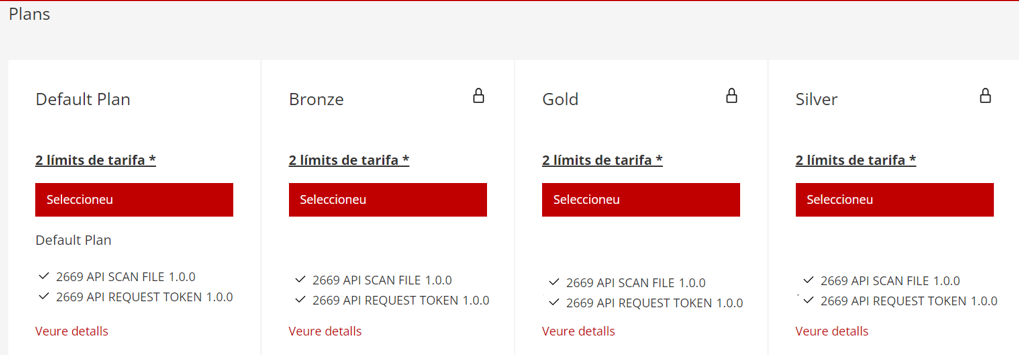 Plans
Default Plan
2 límits de tarifa *
Seleccioneu
Default Plan
2669 API SCAN FILE 1.0.0
2669 API REQUEST TOKEN 1.0.0
Veure detalls
Bronze
2 límits de tarifa *
Seleccioneu
2669 API SCAN FILE 1.0.0
2669 API REQUEST TOKEN 1.0.0
Veure detalls
Gold
2 límits de tarifa *
Seleccioneu
2669 API SCAN FILE 1.0.0
2669 API REQUEST TOKEN 1.0.0
Veure detalls
Silver
2 límits de tarifa *
Seleccioneu
2669 API SCAN FILE 1.0.0
2669 API REQUEST TOKEN 1.0.0
Veure detalls